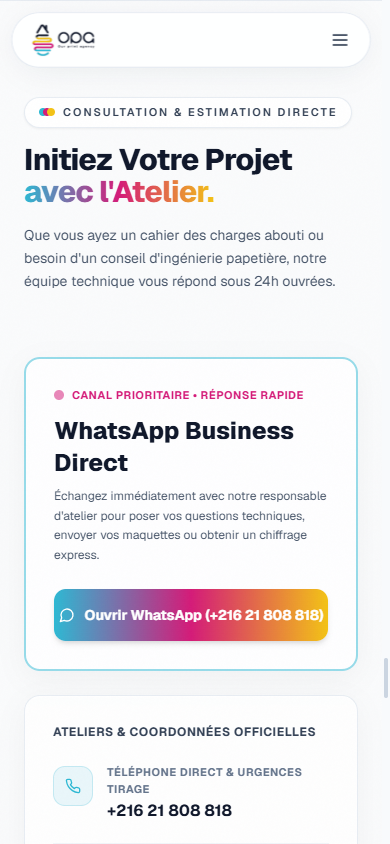 opa
Our print agency
CONSULTATION & ESTIMATION DIRECTE
Initiez Votre Projet
avec l'Atelier.
Que vous ayez un cahier des charges abouti ou
besoin d'un conseil d'ingénierie papetière, notre
équipe technique vous répond sous 24h ouvrées.
CANAL PRIORITAIRE • RÉPONSE RAPIDE
WhatsApp Business
Direct
Échangez immédiatement avec notre responsable
d'atelier pour poser vos questions techniques,
envoyer vos maquettes ou obtenir un chiffrage
express.
Ouvrir WhatsApp (+216 21 808 818)
ATELIERS & COORDONNÉES OFFICIELLES
TÉLÉPHONE DIRECT & URGENCES
TIRAGE
+216 21 808 818